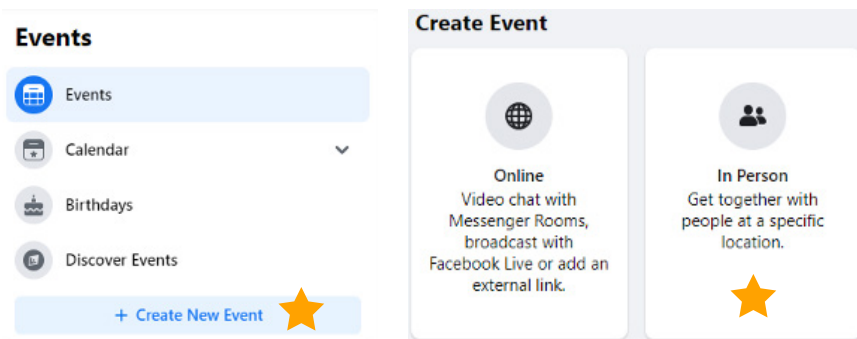 Events
Events
Calendar
Birthdays
Discover Events
+ Create New Event
Create Event
Online
Video chat with
Messenger Rooms,
broadcast with
Facebook Live or add an
external link.
In Person
Get together with
people at a specific
location.